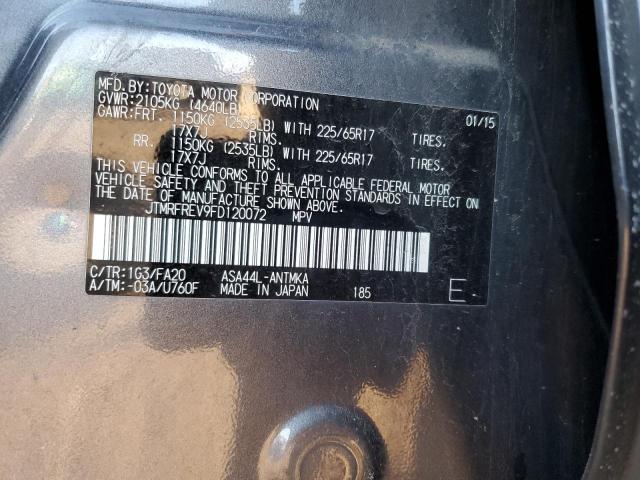 MFD.BY:TOYOTA MOTOR CORPORATION 01/15
GVWR:2105KG (4640LB)
GAWR:FRT. 1150KG (2535LB) WITH 225/65R17 TIRES.
17X7J RIMS.
RR. 1150KG (2535LB) WITH 225/65R17 TIRES.
17X7J RIMS.
THIS VEHICLE CONFORMS TO ALL APPLICABLE FEDERAL MOTOR
VEHICLE SAFETY AND THEFT PREVENTION STANDARDS IN EFFECT ON
THE DATE OF MANUFACTURE SHOWN ABOVE.
JTMRFREV9FD120072 MPV
C/TR:1G3/FA20 ASA44L-ANTMKA
A/TM:-03A/U760F MADE IN JAPAN 185 E